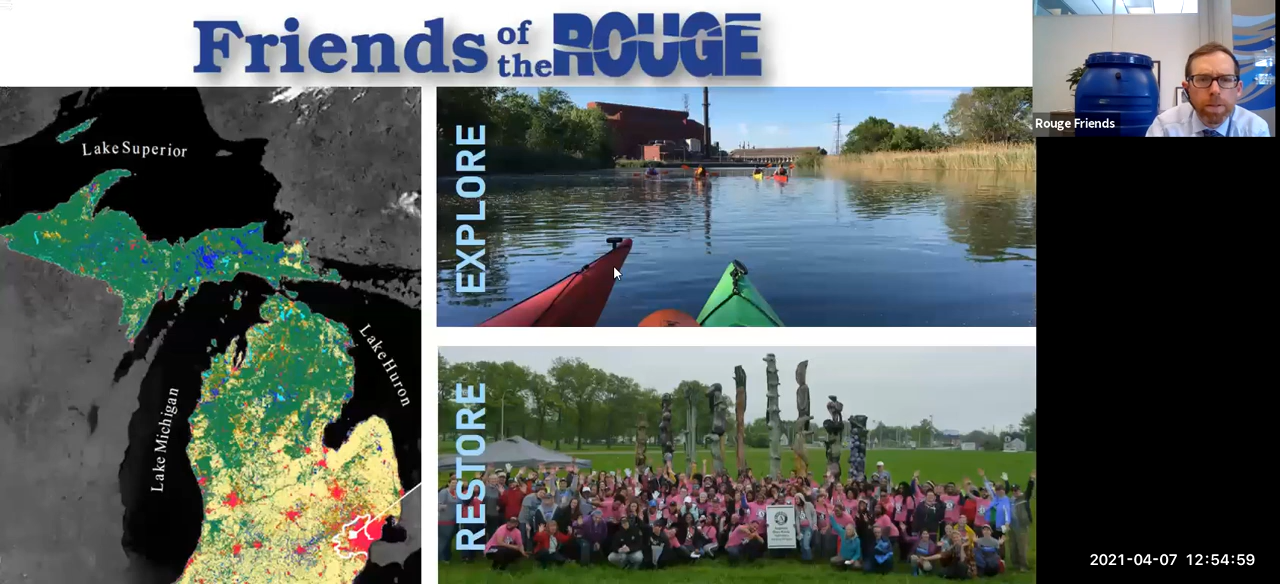 Friends of the ROUGE
Rouge Friends
Lake Superior
Lake Michigan
Lake Huron
EXPLORE
RESTORE
2021-04-07 12:54:59